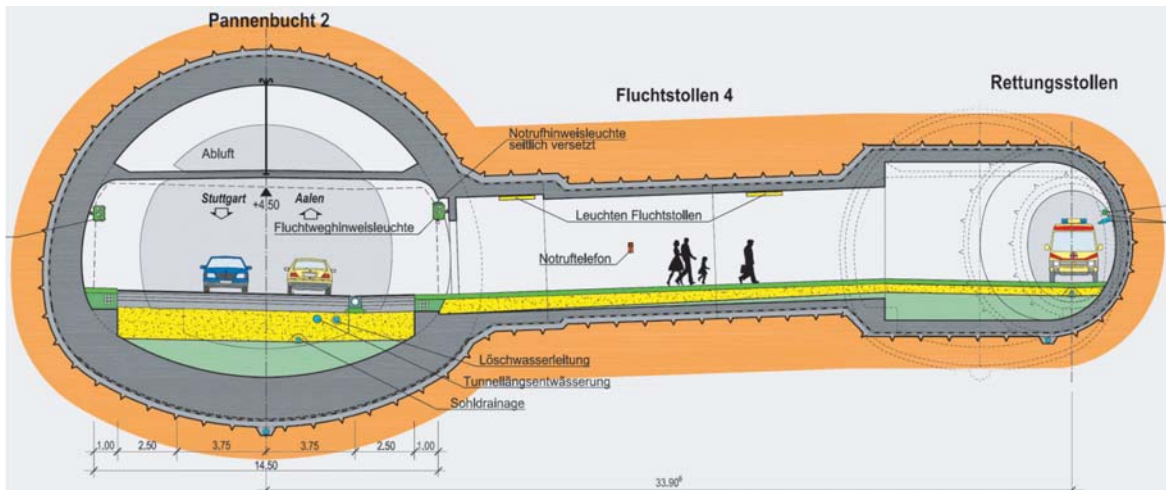 Pannenbucht 2
Fluchtstollen 4
Rettungsstollen
Notrufhinweisleuchte
seitlich versetzt
Abluft
Stuttgart
Aalen
+4,50
Fluchtweghinweisleuchte
Leuchten Fluchtstollen
Notruftelefon
Löschwasserleitung
Tunnellängsentwässerung
Sohldrainage
1.00 2.50 3.75 3.75 2.50 1.00
14.50
33.90⁶